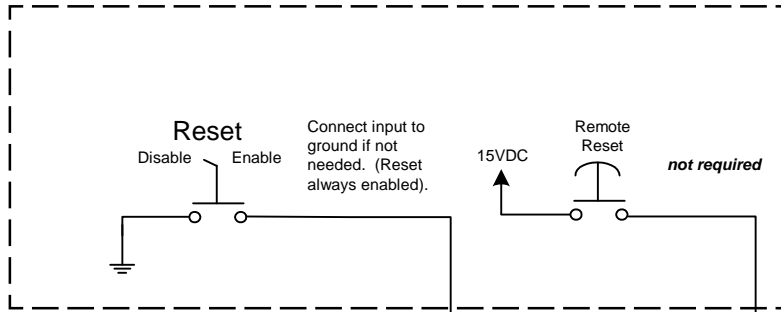 Reset
Disable Enable
Connect input to
ground if not
needed. (Reset
always enabled).
15VDC
Remote
Reset
not required